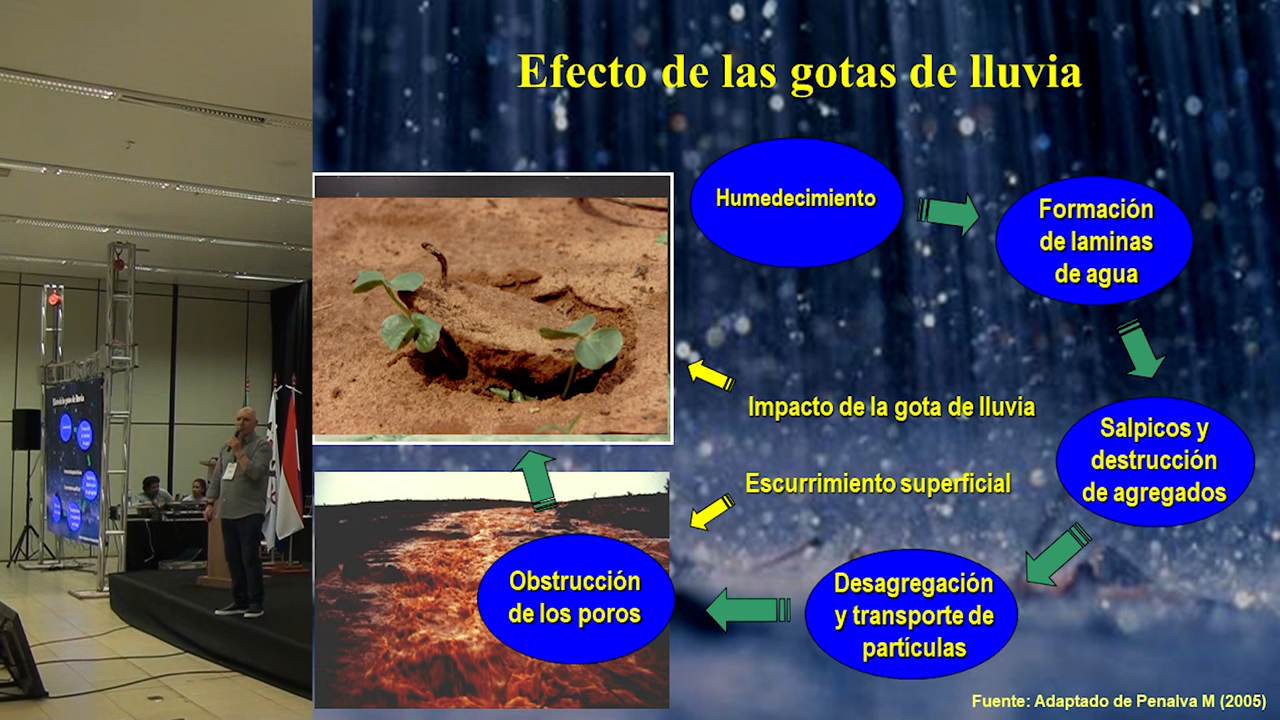 Efecto de las gotas de lluvia
Humedecimiento
Formación
de laminas
de agua
Impacto de la gota de lluvia
Salpicos y
destrucción
de agregados
Escurrimiento superficial
Desagregación
y transporte de
partículas
Obstrucción
de los poros
Fuente: Adaptado de Penalva M (2005)